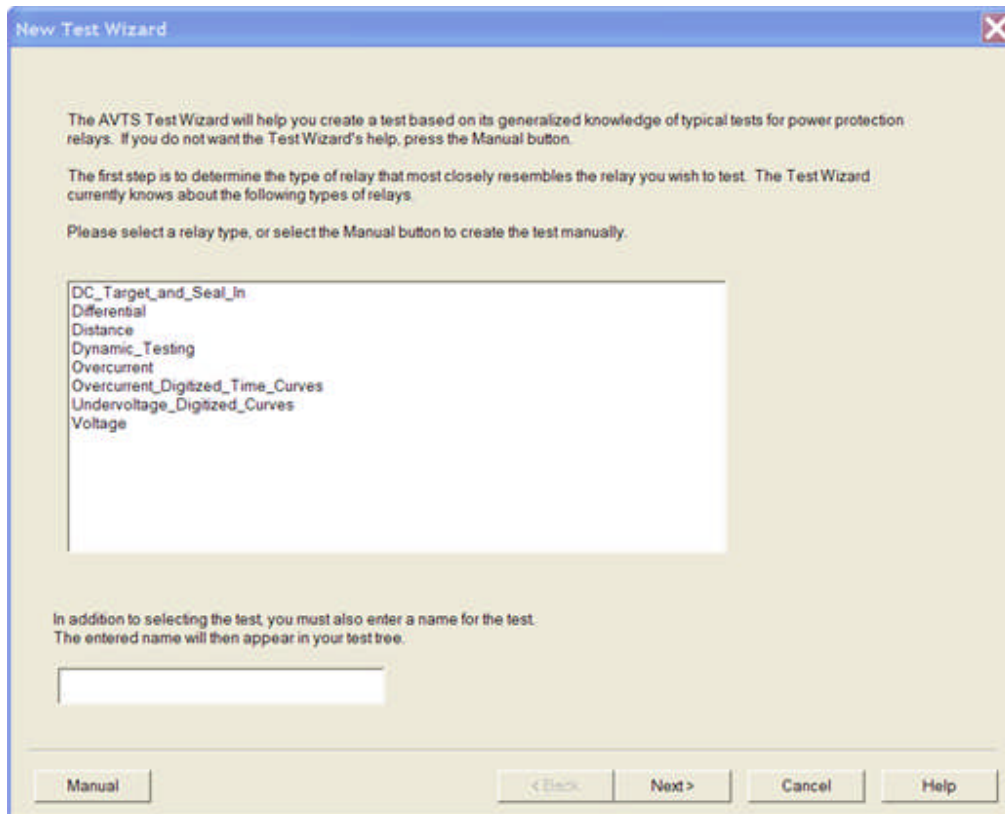 New Test Wizard
The AVTS Test Wizard will help you create a test based on its generalized knowledge of typical tests for power protection
relays. If you do not want the Test Wizard's help, press the Manual button.
The first step is to determine the type of relay that most closely resembles the relay you wish to test. The Test Wizard
currently knows about the following types of relays.
Please select a relay type, or select the Manual button to create the test manually.
DC_Target_and_Seal_In
Differential
Distance
Dynamic_Testing
Overcurrent
Overcurrent_Digitized_Time_Curves
Undervoltage_Digitized_Curves
Voltage
In addition to selecting the test, you must also enter a name for the test.
The entered name will then appear in your test tree.
Manual
< Back
Next >
Cancel
Help